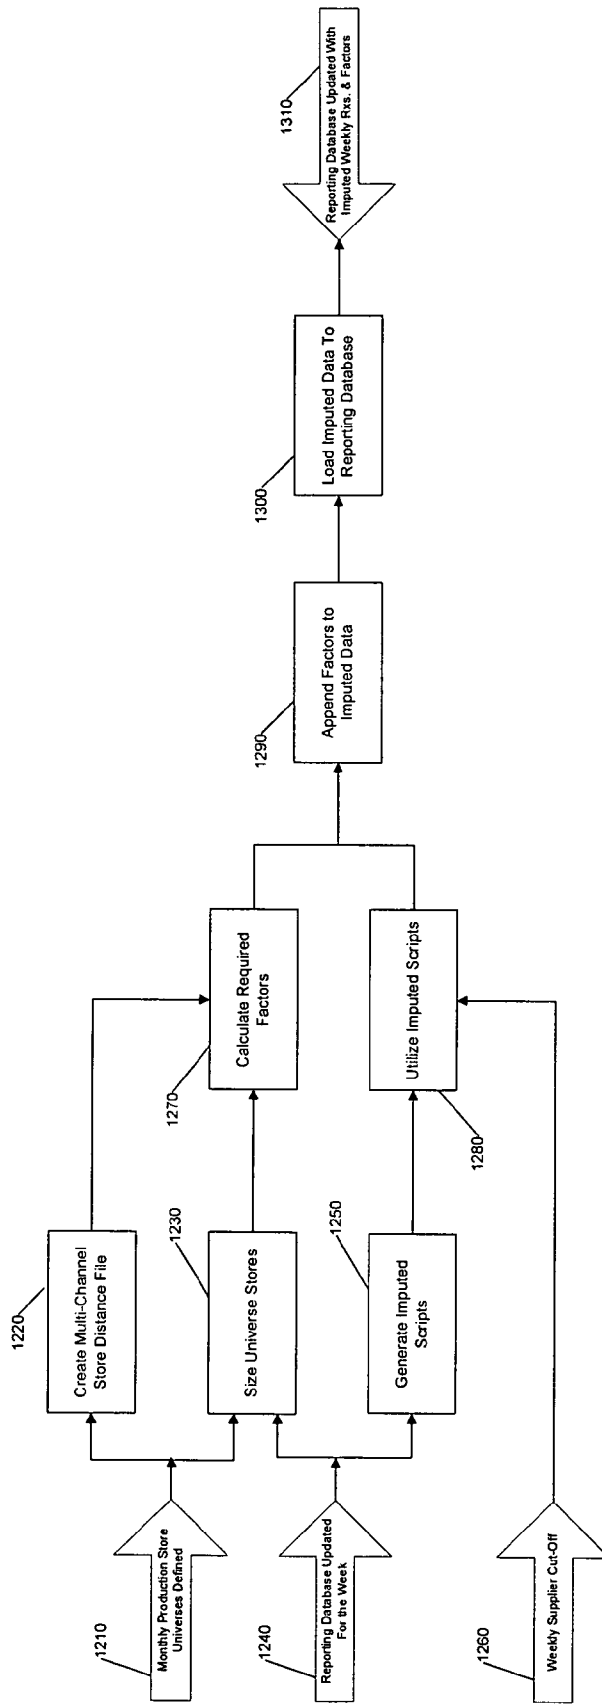 1210
Monthly Production Store
Universes Defined
1220
Create Multi-Channel
Store Distance File
1230
Size Universe Stores
1240
Reporting Database Updated
For the Week
1250
Generate Imputed
Scripts
1260
Weekly Supplier Cut-Off
1270
Calculate Required
Factors
1280
Utilize Imputed Scripts
1290
Append Factors to
Imputed Data
1300
Load Imputed Data To
Reporting Database
1310
Reporting Database Updated With
Imputed Weekly Rxs. & Factors